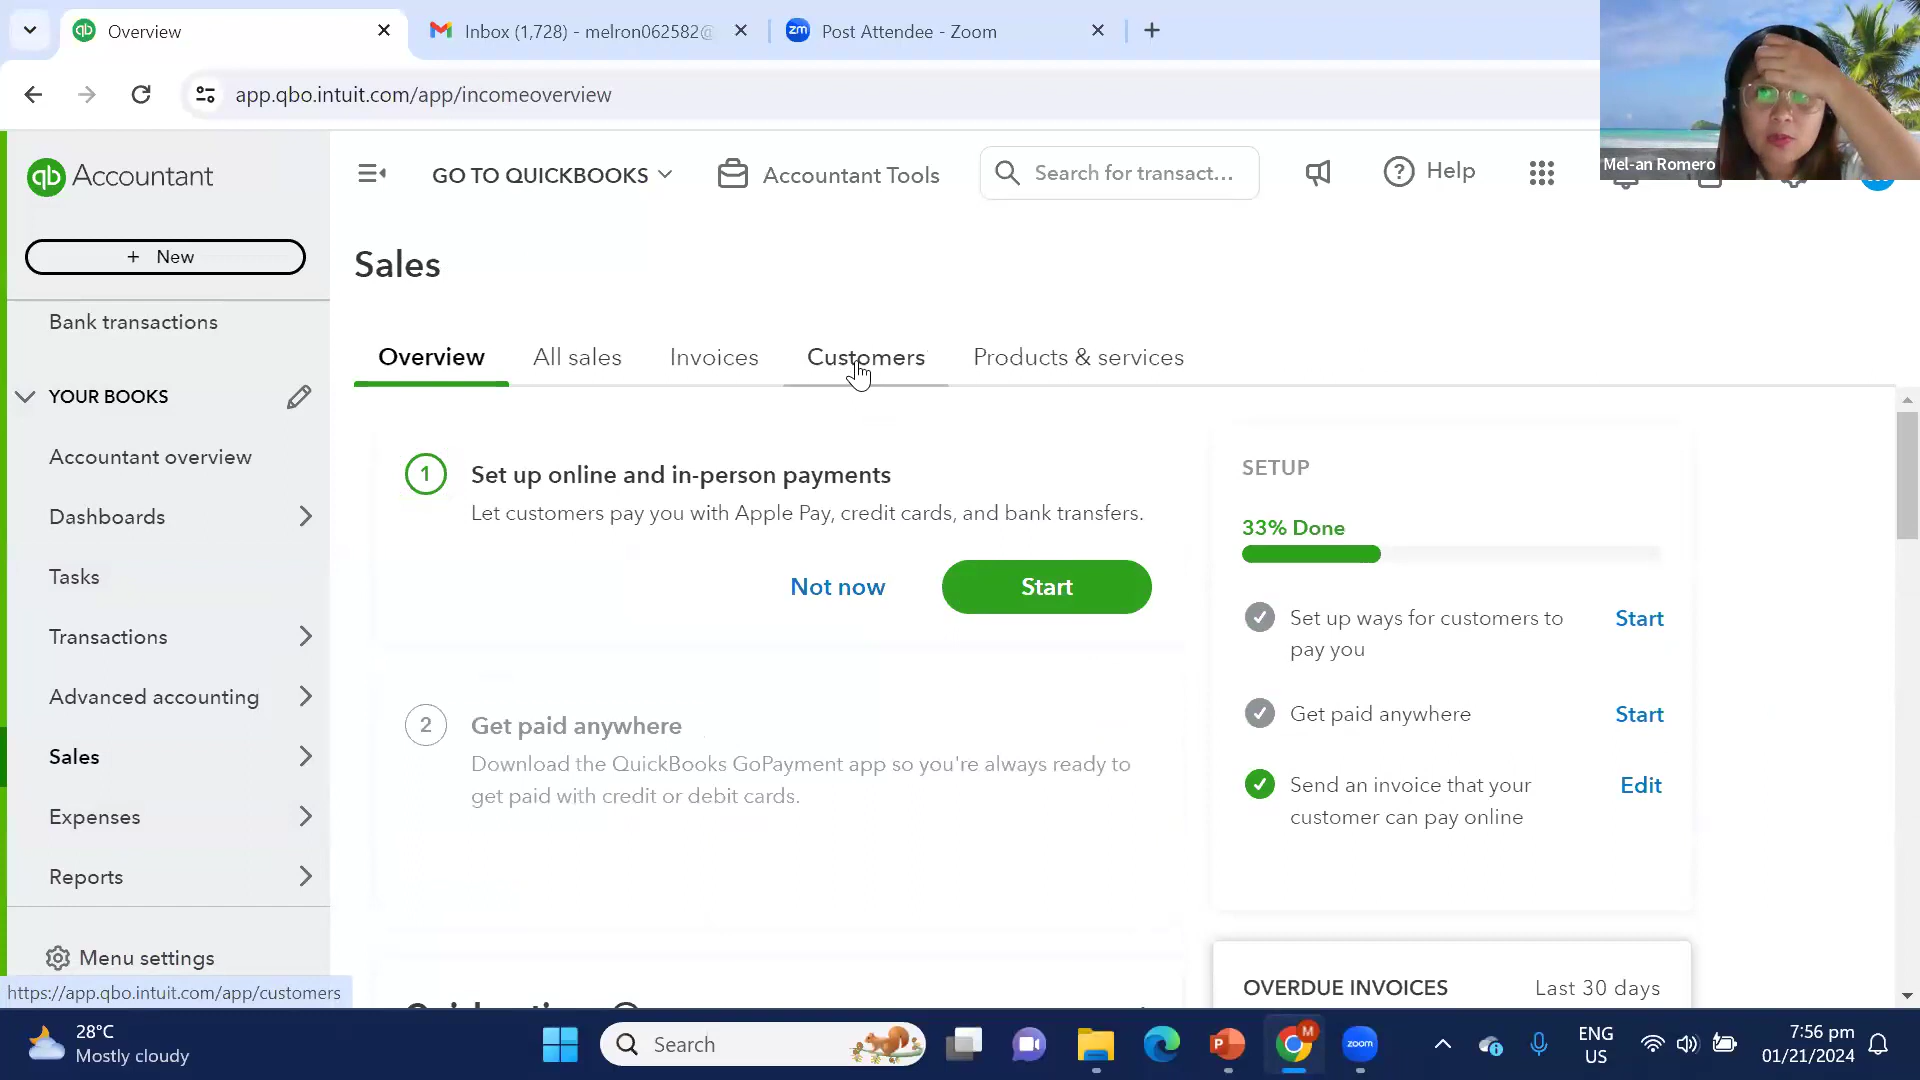 Overview
Inbox (1,728) - melron062582@
zm
Post Attendee - Zoom
app.qbo.intuit.com/app/incomeoverview
Mel-an Romero
qb Accountant
GO TO QUICKBOOKS
Accountant Tools
Search for transact...
Help
+ New
Sales
Bank transactions
Overview
All sales
Invoices
Customers
Products & services
YOUR BOOKS
Accountant overview
Dashboards
Tasks
Transactions
Advanced accounting
Sales
Expenses
Reports
Menu settings
https://app.qbo.intuit.com/app/customers
1
Set up online and in-person payments
Let customers pay you with Apple Pay, credit cards, and bank transfers.
Not now
Start
2
Get paid anywhere
Download the QuickBooks GoPayment app so you're always ready to
get paid with credit or debit cards.
SETUP
33% Done
Set up ways for customers to
pay you
Start
Get paid anywhere
Start
Send an invoice that your
customer can pay online
Edit
OVERDUE INVOICES
Last 30 days
28°C
Mostly cloudy
Search
P
M
zoom
ENG
US
7:56 pm
01/21/2024